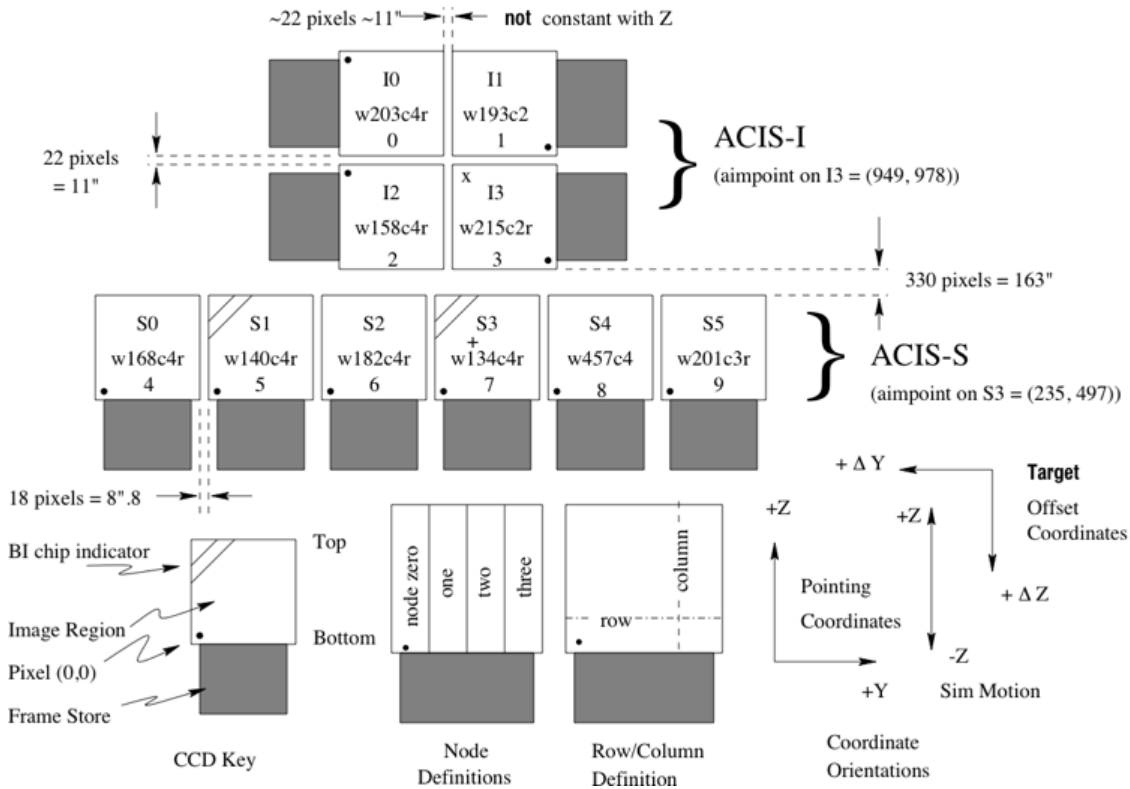 ~22 pixels ~11" not constant with Z
I0
w203c4r
0
I1
w193c2
1
22 pixels
= 11"
I2
w158c4r
2
x
I3
w215c2r
3
ACIS-I
(aimpoint on I3 = (949, 978))
330 pixels = 163"
S0
w168c4r
4
S1
w140c4r
5
S2
w182c4r
6
S3
+
w134c4r
7
S4
w457c4
8
S5
w201c3r
9
ACIS-S
(aimpoint on S3 = (235, 497))
18 pixels = 8".8
BI chip indicator
Image Region
Pixel (0,0)
Frame Store
Top
Bottom
CCD Key
node zero
one
two
three
Node
Definitions
column
row
Row/Column
Definition
+ Δ Y
Target
Offset
Coordinates
+ Δ Z
+Z
Pointing
Coordinates
+Y
+Z
-Z
Sim Motion
Coordinate
Orientations